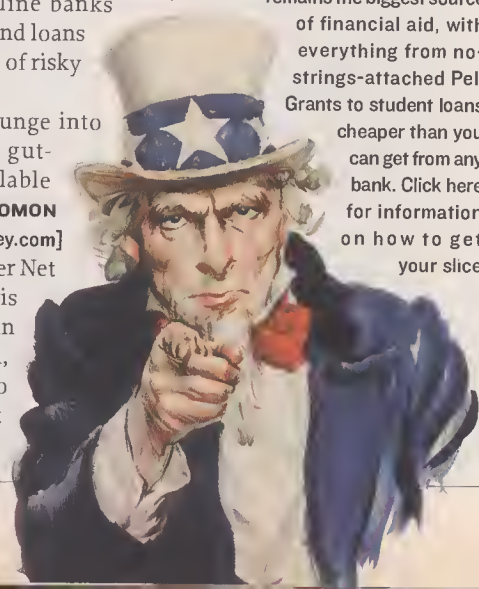 line banks
nd loans
of risky
unge into
gut-
lable
OMON
ey.com]
er Net
is
n
,
o
remains the biggest source
of financial aid, with
everything from no-
strings-attached Pel
Grants to student loans
cheaper than you
can get from any
bank. Click here
for information
on how to get
your slice